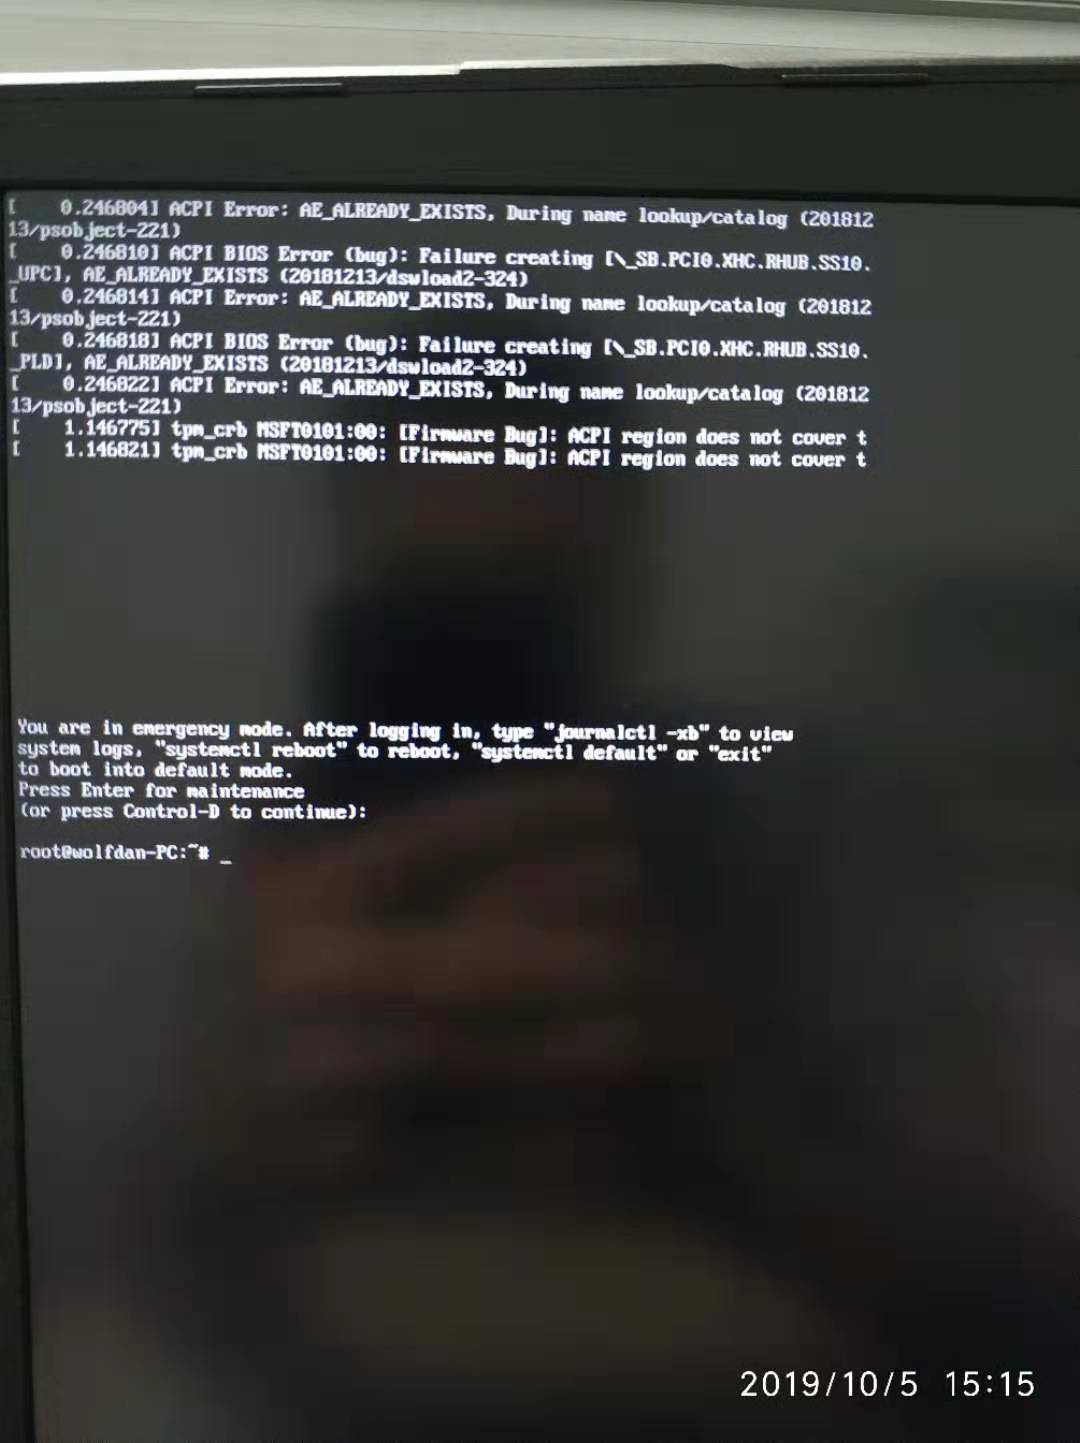 [    0.246804] ACPI Error: AE_ALREADY_EXISTS, During name lookup/catalog (201812
13/psobject-221)
[    0.246810] ACPI BIOS Error (bug): Failure creating [\_SB.PCI0.XHC.RHUB.SS10.
_UPC], AE_ALREADY_EXISTS (20181213/dswload2-324)
[    0.246814] ACPI Error: AE_ALREADY_EXISTS, During name lookup/catalog (201812
13/psobject-221)
[    0.246818] ACPI BIOS Error (bug): Failure creating [\_SB.PCI0.XHC.RHUB.SS10.
_PLD], AE_ALREADY_EXISTS (20181213/dswload2-324)
[    0.246822] ACPI Error: AE_ALREADY_EXISTS, During name lookup/catalog (201812
13/psobject-221)
[    1.146775] tpm_crb MSFT0101:00: [Firmware Bug]: ACPI region does not cover t
[    1.146821] tpm_crb MSFT0101:00: [Firmware Bug]: ACPI region does not cover t
You are in emergency mode. After logging in, type "journalctl -xb" to view
system logs, "systemctl reboot" to reboot, "systemctl default" or "exit"
to boot into default mode.
Press Enter for maintenance
(or press Control-D to continue):
root@wolfdan-PC:~# _
2019/10/5 15:15